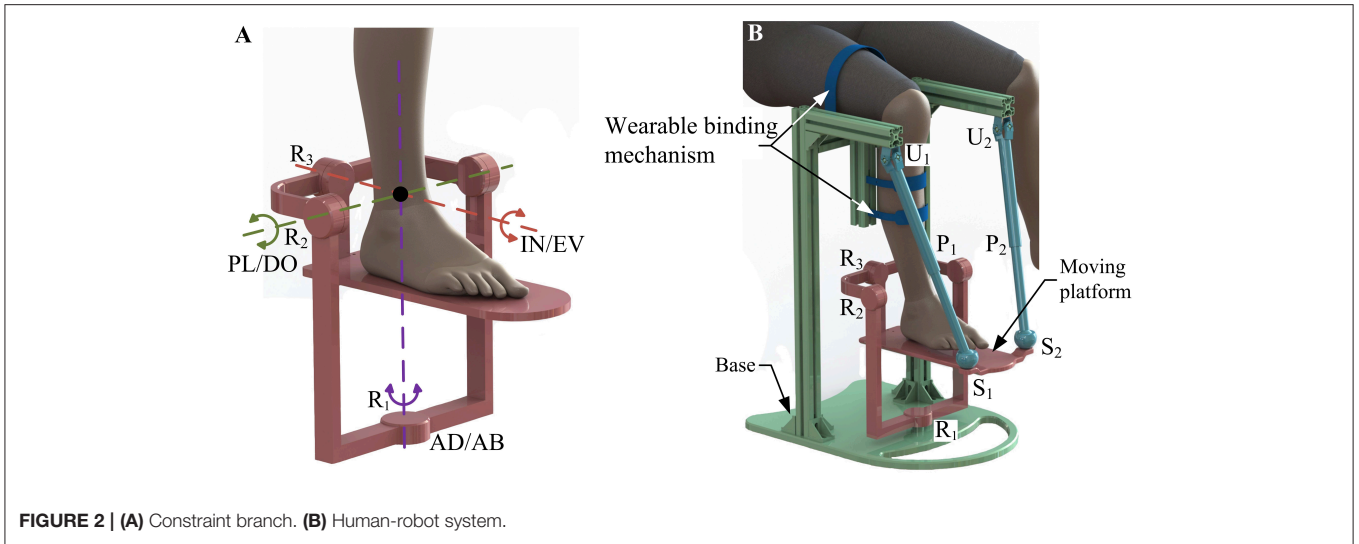 A
R₃
R₂
PL/DO
IN/EV
R₁
AD/AB
B
Wearable binding
mechanism
U₁
U₂
P₁
P₂
R₃
R₂
Moving
platform
Base
S₂
S₁
R₁
FIGURE 2 | (A) Constraint branch. (B) Human-robot system.